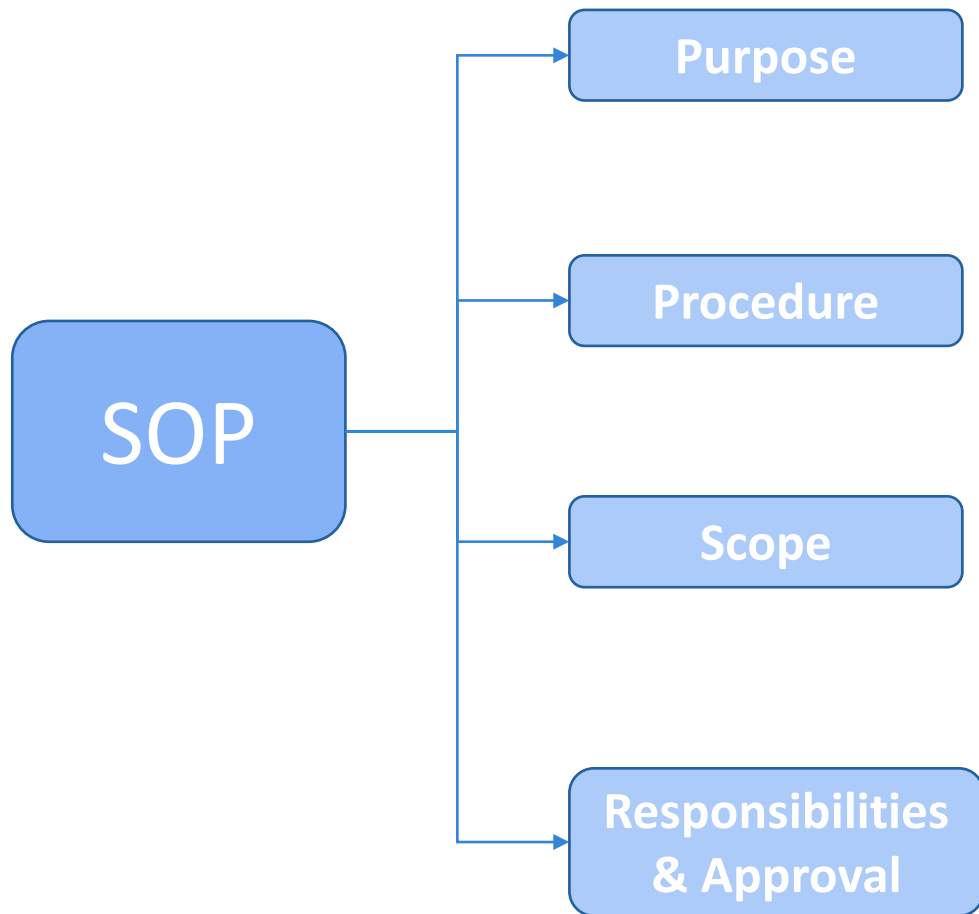 Purpose
Procedure
SOP
Scope
Responsibilities
& Approval